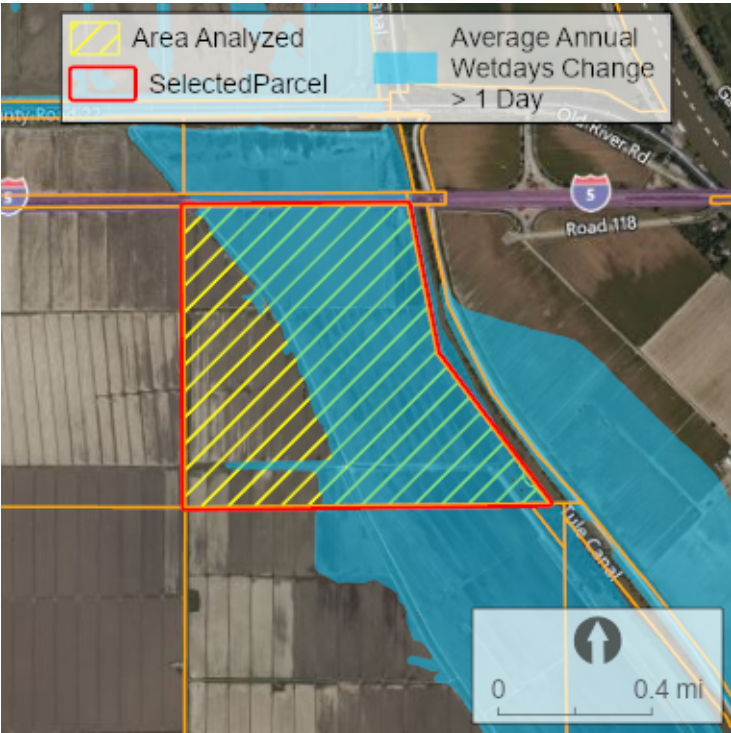 Area Analyzed
SelectedParcel
Average Annual
Wetdays Change
> 1 Day
Old River Rd
5
5
Road 118
Tule Canal
0
0.4 mi